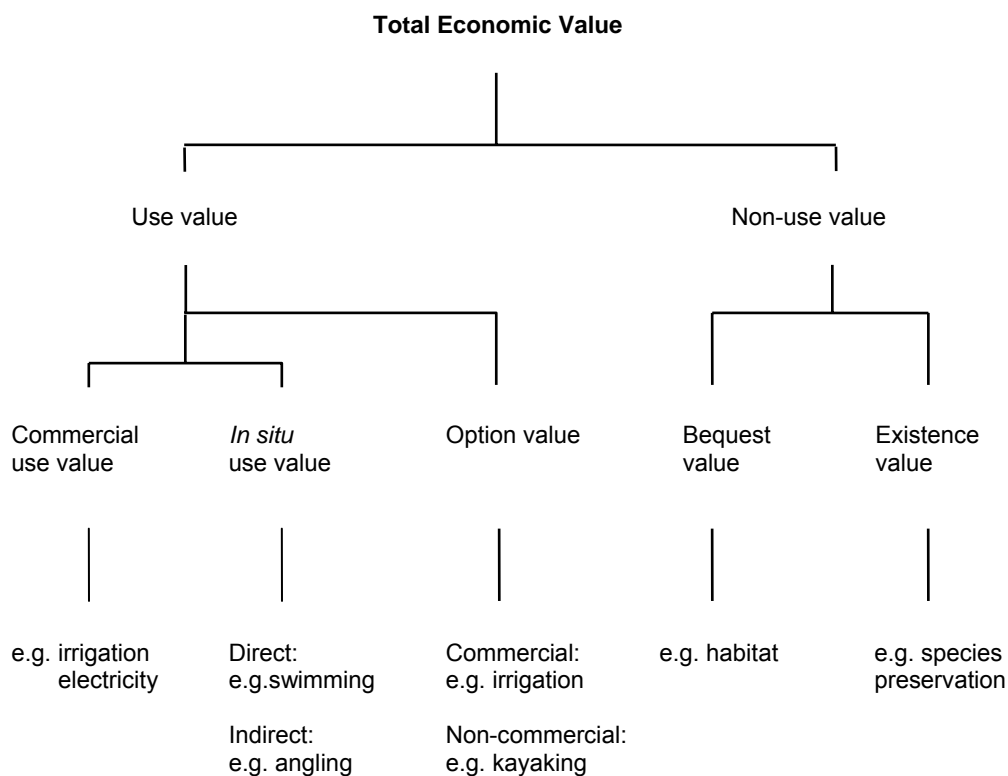 Total Economic Value
Use value
Non-use value
Commercial
use value
In situ
use value
Option value
Bequest
value
Existence
value
e.g. irrigation
electricity
Direct:
e.g.swimming
Indirect:
e.g. angling
Commercial:
e.g. irrigation
Non-commercial:
e.g. kayaking
e.g. habitat
e.g. species
preservation